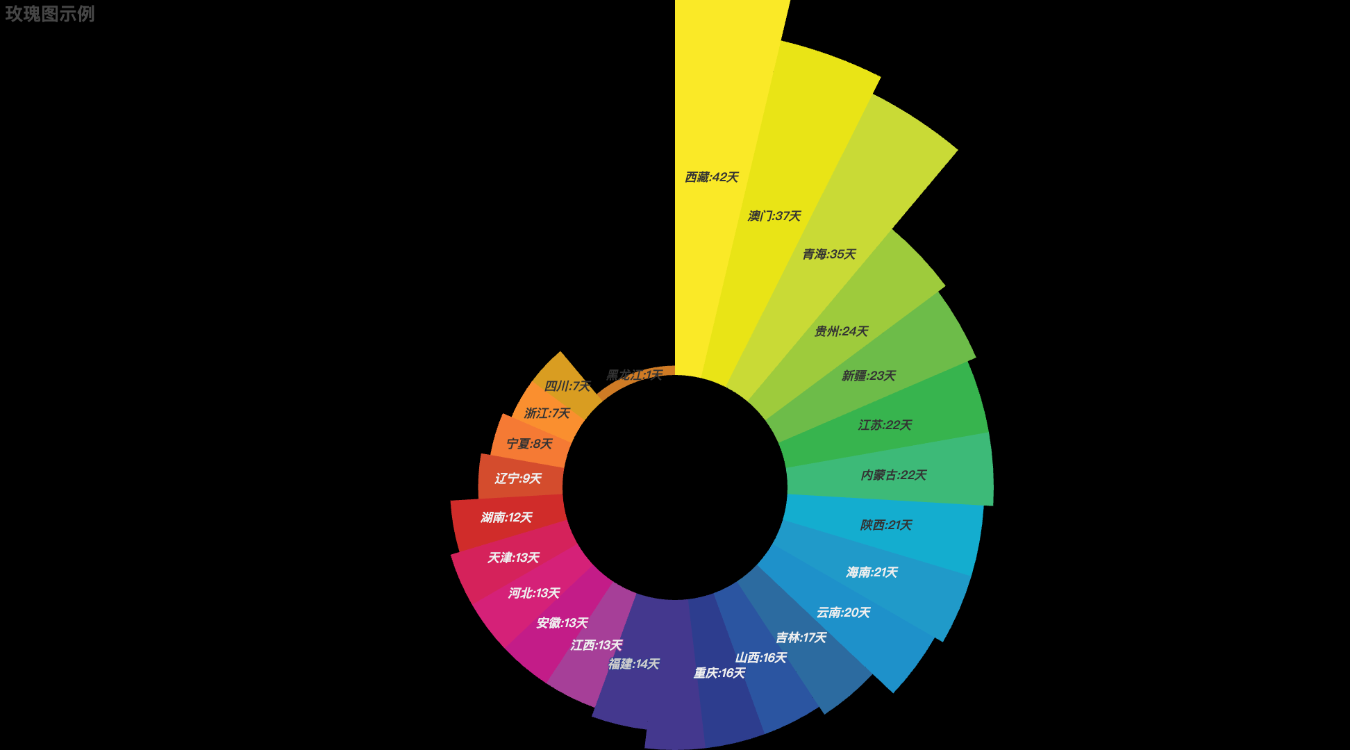 玫瑰图示例
西藏:42天
澳门:37天
青海:35天
贵州:24天
新疆:23天
江苏:22天
内蒙古:22天
陕西:21天
海南:21天
云南:20天
吉林:17天
山西:16天
重庆:16天
福建:14天
江西:13天
安徽:13天
河北:13天
天津:13天
湖南:12天
辽宁:9天
宁夏:8天
浙江:7天
四川:7天
黑龙江:1天